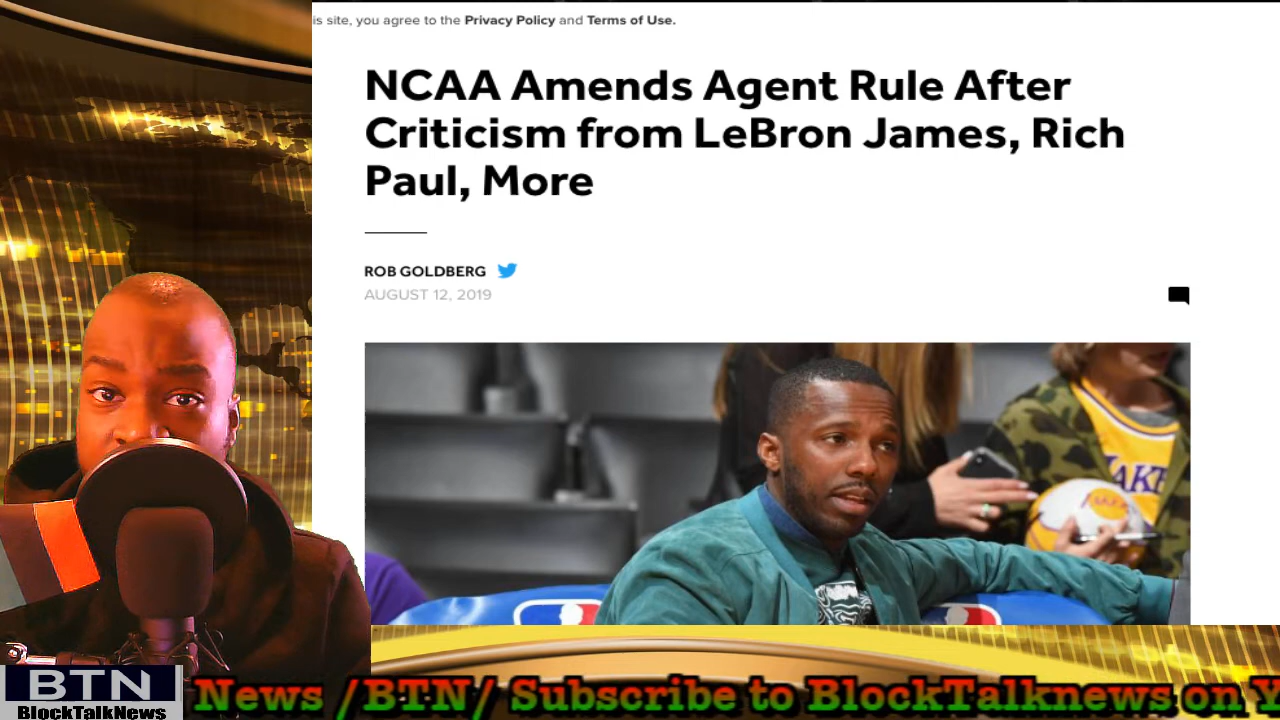 is site, you agree to the Privacy Policy and Terms of Use.
NCAA Amends Agent Rule After
Criticism from LeBron James, Rich
Paul, More
ROB GOLDBERG
AUGUST 12, 2019
LAKE
LAKERS
BTN
BlockTalkNews
News /BTN/ Subscribe to BlockTalknews on Y